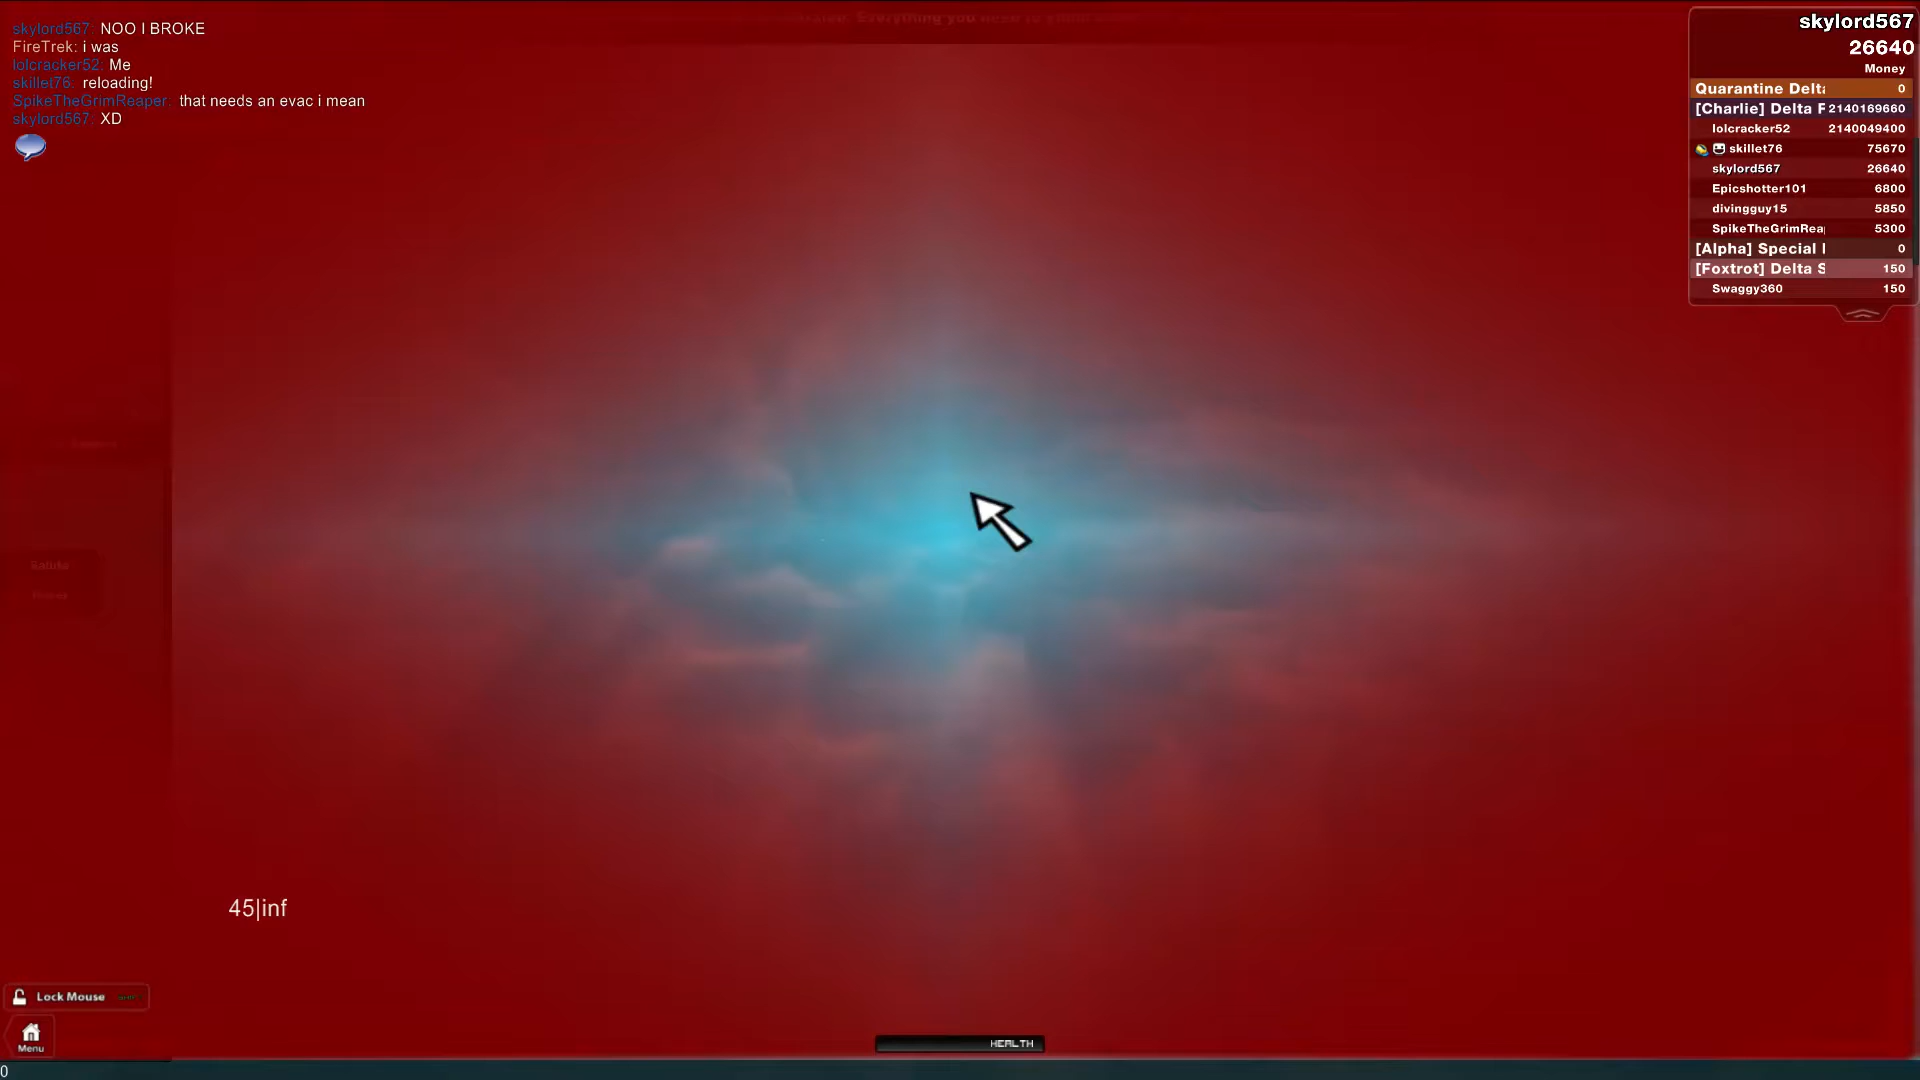 skylord567: NOO I BROKE
FireTrek: i was
lolcracker52: Me
skillet76: reloading!
SpikeTheGrimReaper: that needs an evac i mean
skylord567: XD
skylord567
26640
Money
Quarantine Delta 0
[Charlie] Delta F 2140169660
lolcracker52 2140049400
skillet76 75670
skylord567 26640
Epicshotter101 6800
divingguy15 5850
SpikeTheGrimRea 5300
[Alpha] Special 0
[Foxtrot] Delta S 150
Swaggy360 150
45|inf
Lock Mouse
Menu
HEALTH
0